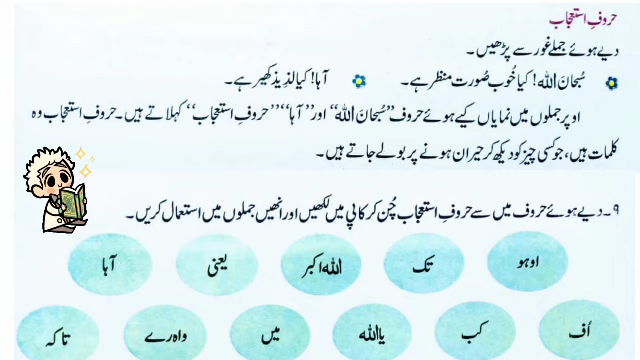 حروفِ استعجاب
دیے ہوئے جملے غور سے پڑھیں۔
سُبحانَ اللہ! کیا خُوب صُورت منظر ہے۔ آہا! کیا لذیذ کھیر ہے۔
اوپر جملوں میں نمایاں کیے ہوئے حروف ”سُبحانَ اللہ“ اور ”آہا“ ”حروفِ استعجاب“ کہلاتے ہیں۔ حروفِ استعجاب وہ
کلمات ہیں، جو کسی چیز کو دیکھ کر حیران ہونے پر بولے جاتے ہیں۔
۹۔ دیے ہوئے حروف میں سے حروفِ استعجاب چُن کر کاپی میں لکھیں اور انھیں جملوں میں استعمال کریں۔
اوہو تک اللہ اکبر یعنی آہا
اُف کب یا اللہ میں واہ رے تاکہ